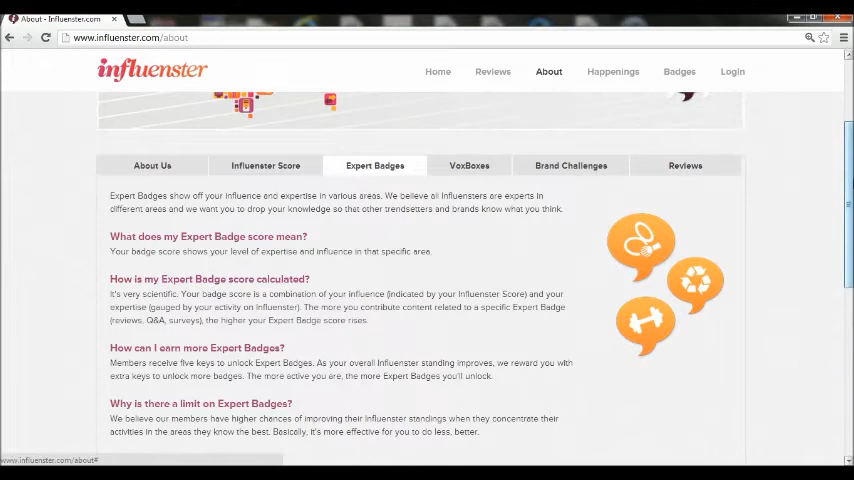 About - Influenster.com
www.influenster.com/about
influenster
Home Reviews About Happenings Badges Login
About Us Influenster Score Expert Badges VoxBoxes Brand Challenges Reviews
Expert Badges show off your influence and expertise in various areas. We believe all Influensters are experts in
different areas and we want you to drop your knowledge so that other trendsetters and brands know what you think.
What does my Expert Badge score mean?
Your badge score shows your level of expertise and influence in that specific area.
How is my Expert Badge score calculated?
It's very scientific. Your badge score is a combination of your influence (indicated by your Influenster Score) and your
expertise (gauged by your activity on Influenster). The more you contribute content related to a specific Expert Badge
(reviews, Q&A, surveys), the higher your Expert Badge score rises.
How can I earn more Expert Badges?
Members receive five keys to unlock Expert Badges. As your overall Influenster standing improves, we reward you with
extra keys to unlock more badges. The more active you are, the more Expert Badges you'll unlock.
Why is there a limit on Expert Badges?
We believe our members have higher chances of improving their Influenster standings when they concentrate their
activities in the areas they know the best. Basically, it's more effective for you to do less, better.
www.influenster.com/about#